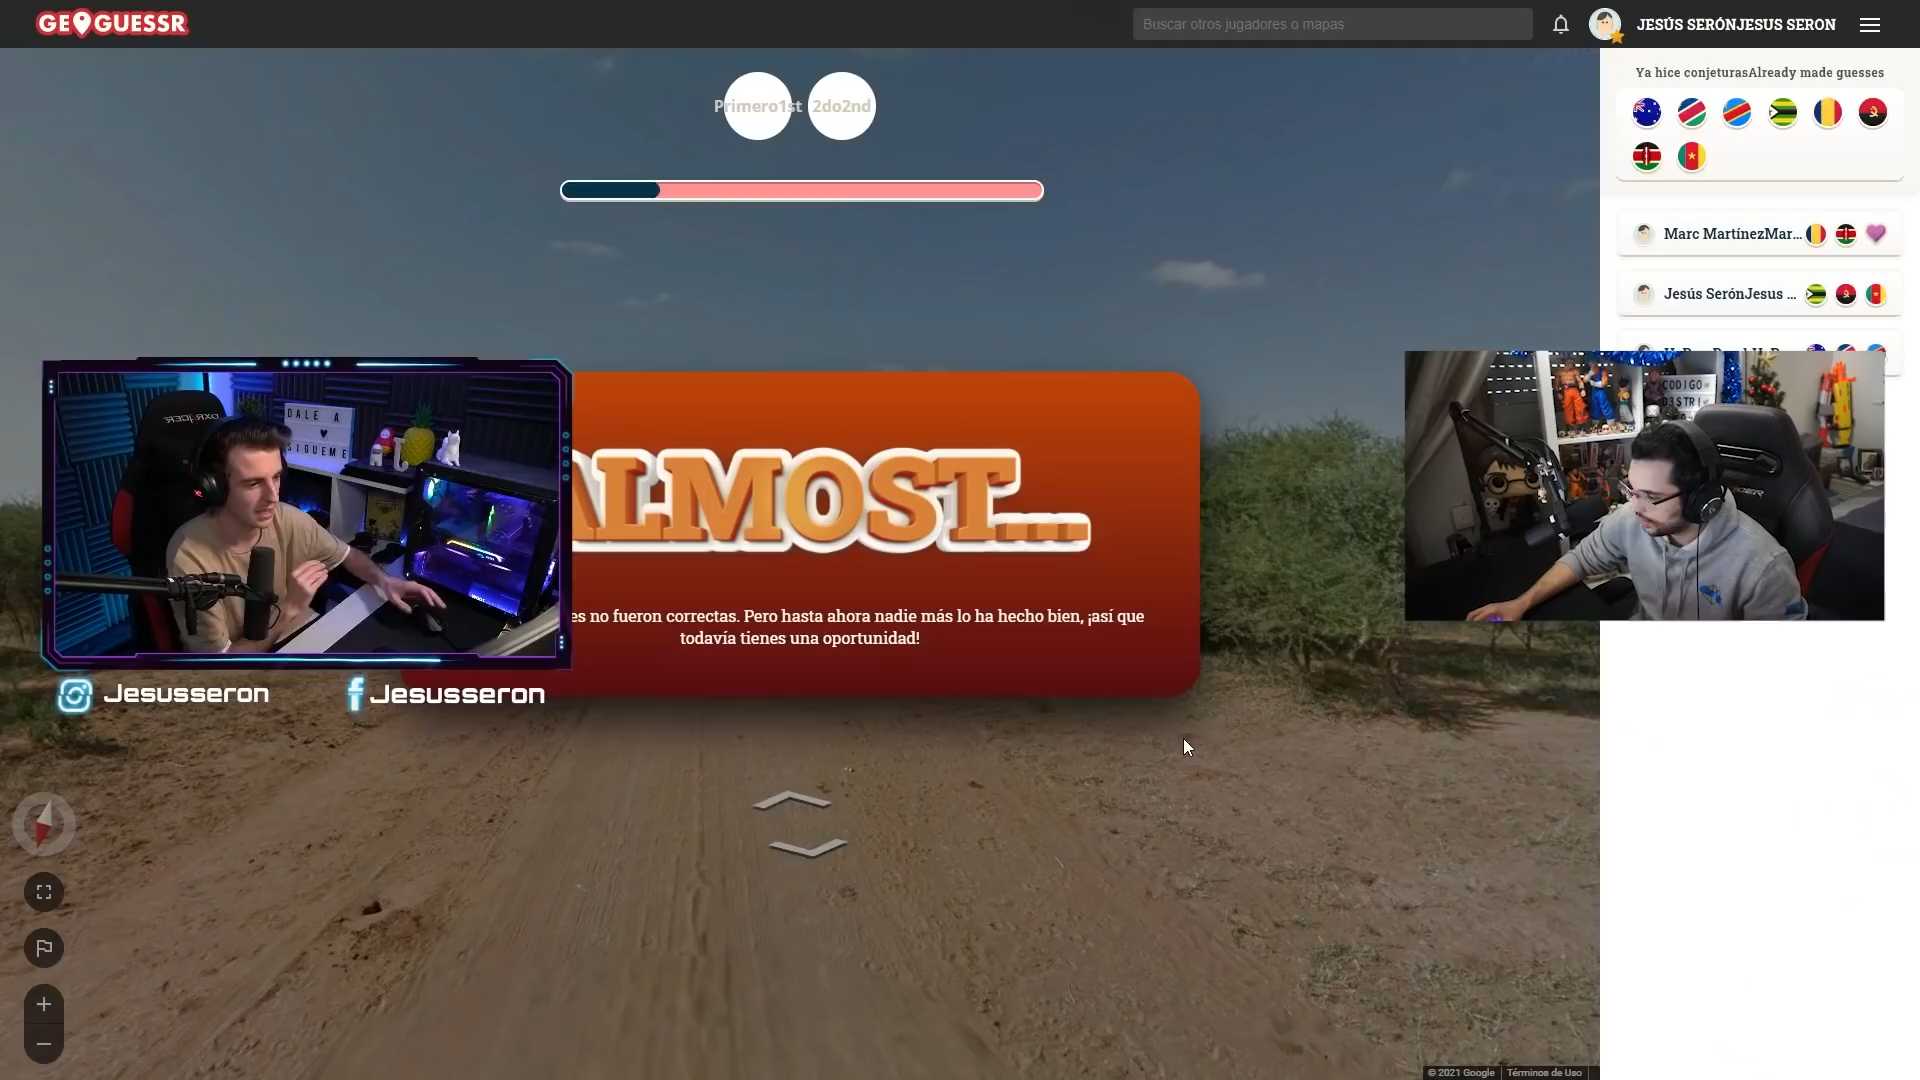 GEOGUESSR
Buscar otros jugadores o mapas
JESÚS SERÓNJESUS SERON
Primero1st
2do2nd
Ya hice conjeturasAlready made guesses
Marc MartínezMar...
Jesús SerónJesus ...
DALE A
SIGUEME
CODIGO
D3STRI
ALMOST...
es no fueron correctas. Pero hasta ahora nadie más lo ha hecho bien, ¡así que
todavía tienes una oportunidad!
Jesusseron
Jesusseron
© 2021 Google
Términos de Uso